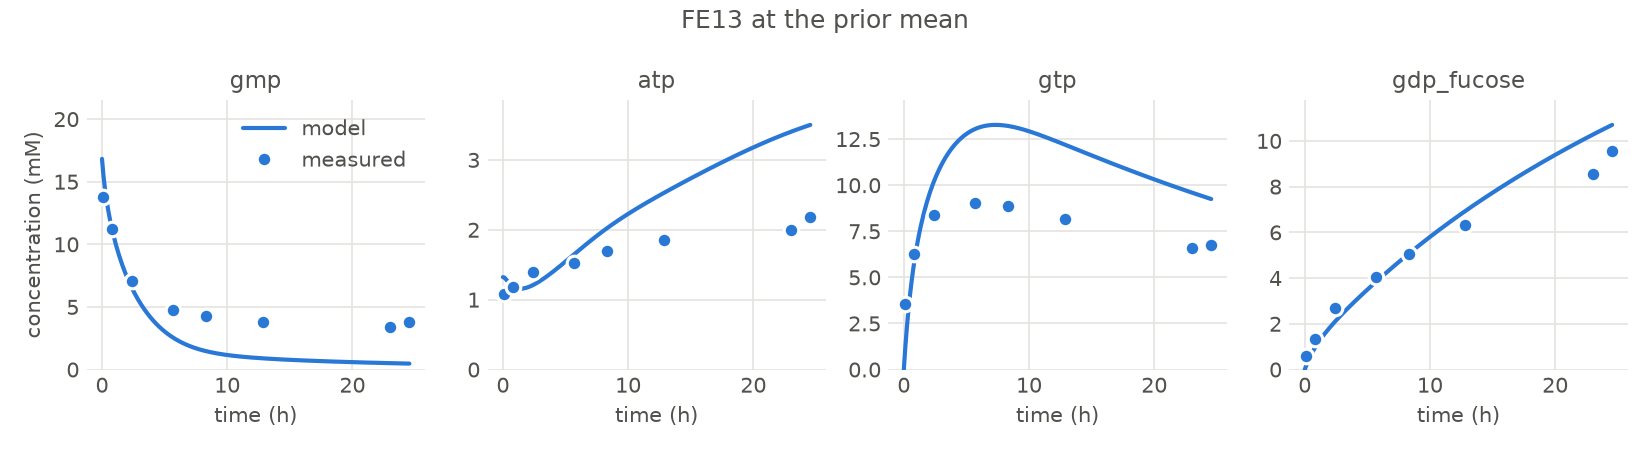 FE13 at the prior mean
gmp
concentration (mM)
20
15
10
5
0
model
measured
0 10 20
time (h)
atp
3
2
1
0
0 10 20
time (h)
gtp
12.5
10.0
7.5
5.0
2.5
0.0
0 10 20
time (h)
gdp_fucose
10
8
6
4
2
0
0 10 20
time (h)